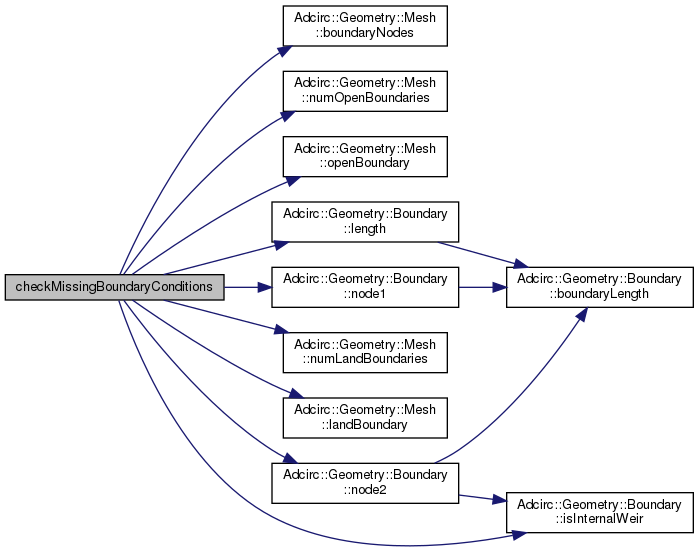 Adcirc::Geometry::Mesh
::boundaryNodes
Adcirc::Geometry::Mesh
::numOpenBoundaries
Adcirc::Geometry::Mesh
::openBoundary
Adcirc::Geometry::Boundary
::length
checkMissingBoundaryConditions
Adcirc::Geometry::Boundary
::node1
Adcirc::Geometry::Boundary
::boundaryLength
Adcirc::Geometry::Mesh
::numLandBoundaries
Adcirc::Geometry::Mesh
::landBoundary
Adcirc::Geometry::Boundary
::node2
Adcirc::Geometry::Boundary
::isInternalWeir